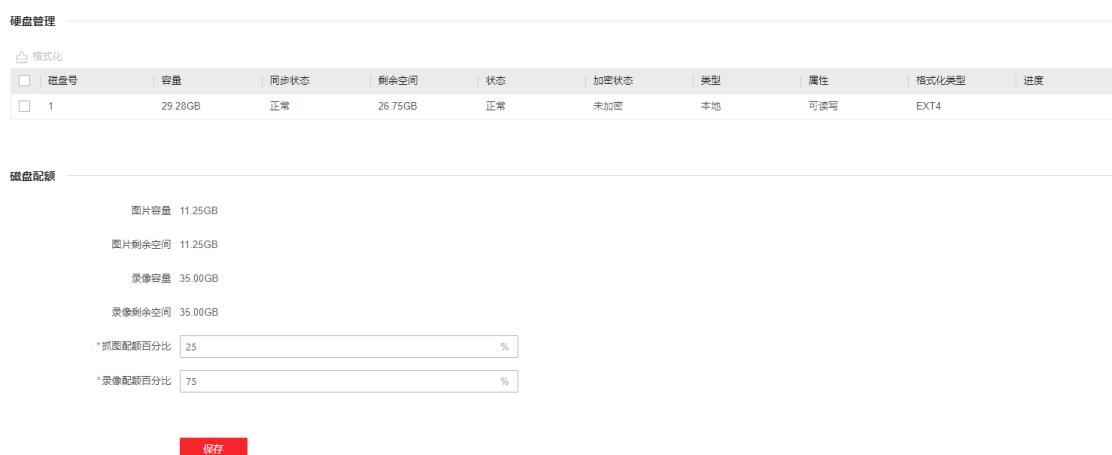 硬盘管理
格式化
磁盘号 容量 同步状态 剩余空间 状态 加密状态 类型 属性 格式化类型 进度
1 29.28GB 正常 26.75GB 正常 未加密 本地 可读写 EXT4
磁盘配额
图片容量 11.25GB
图片剩余空间 11.25GB
录像容量 35.00GB
录像剩余空间 35.00GB
*抓图配额百分比 25 %
*录像配额百分比 75 %
保存